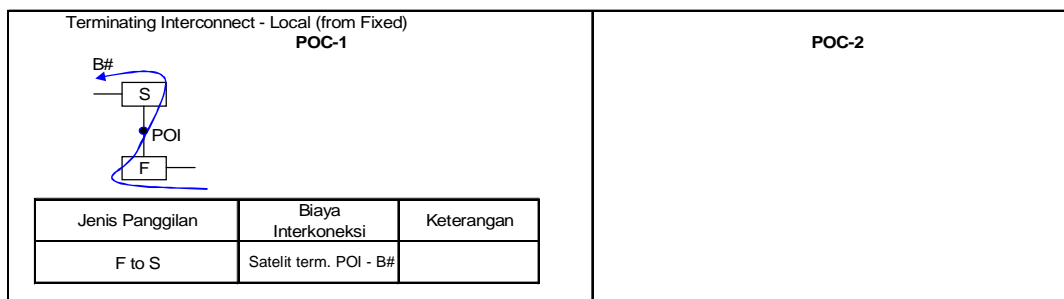 Terminating Interconnect - Local (from Fixed)
POC-1
POC-2
B#
S
POI
F
Jenis Panggilan
Biaya
Interkoneksi
Keterangan
F to S
Satelit term. POI - B#